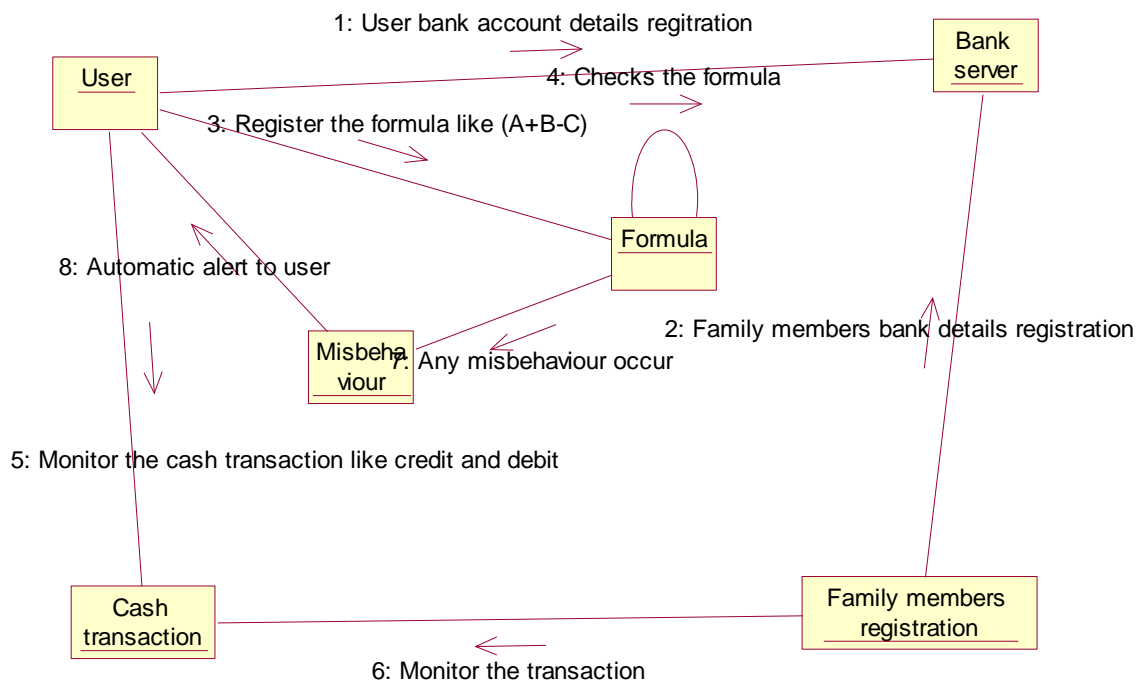 1: User bank account details regitration
User
Bank
server
4: Checks the formula
3: Register the formula like (A+B-C)
Formula
8: Automatic alert to user
2: Family members bank details registration
Misbeha
viour
7: Any misbehaviour occur
5: Monitor the cash transaction like credit and debit
Cash
transaction
Family members
registration
6: Monitor the transaction